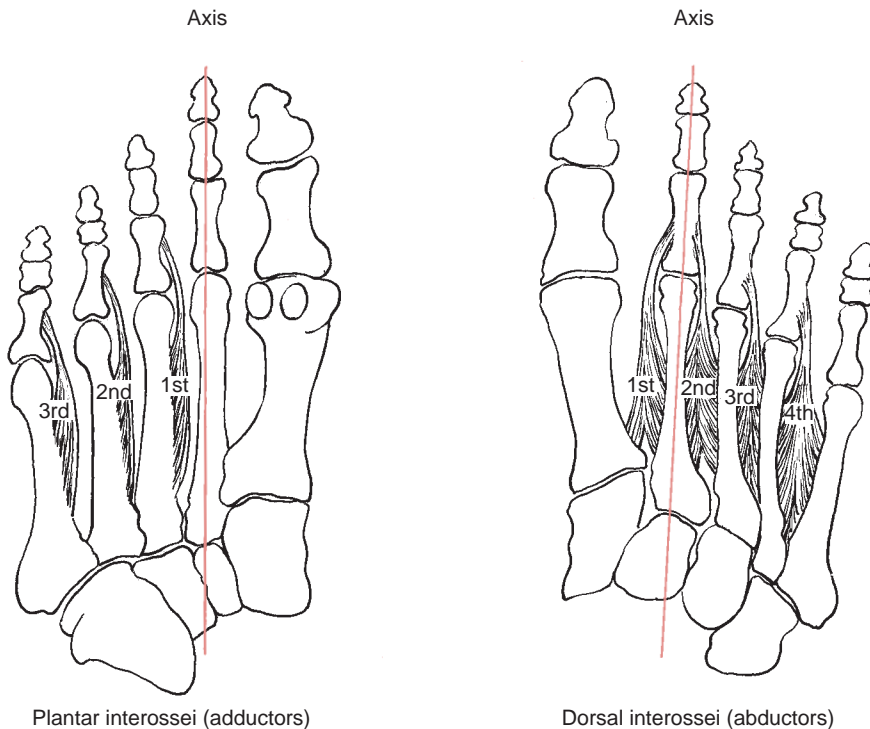 Axis
Axis
1st
2nd
3rd
1st
2nd
3rd
4th
Plantar interossei (adductors)
Dorsal interossei (abductors)